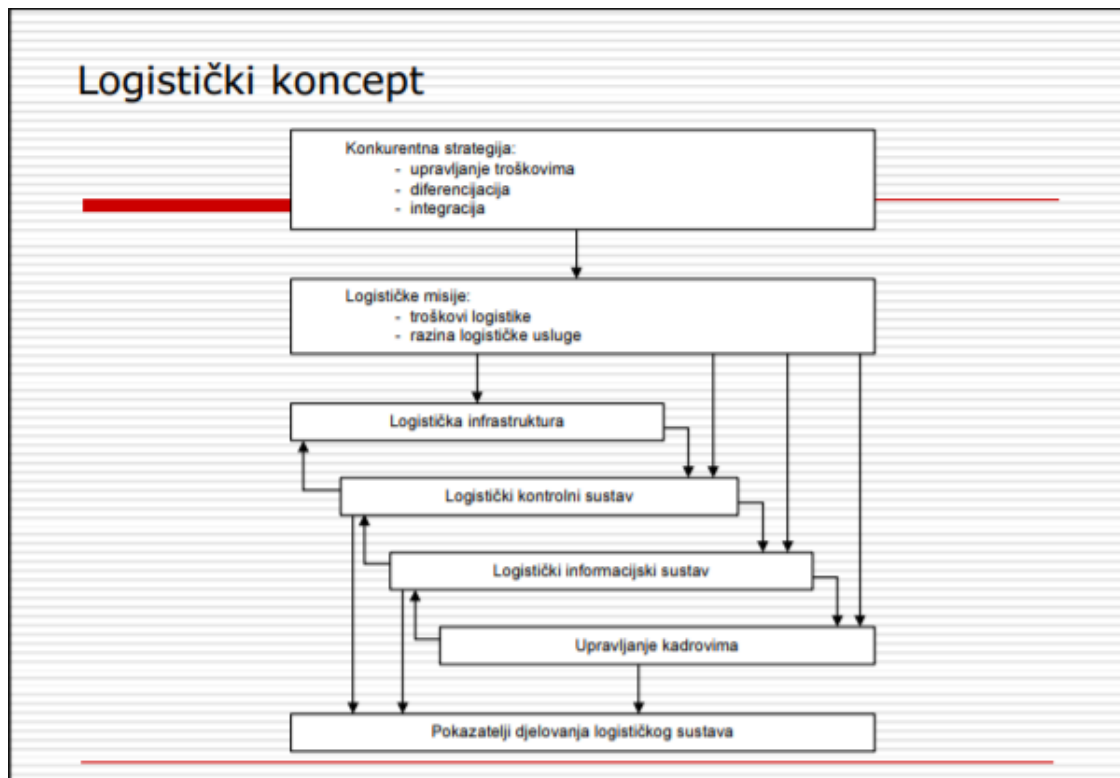 Logistički koncept
Konkurentna strategija:
- upravljanje troškovima
- diferencijacija
- integracija
Logističke misije:
- troškovi logistike
- razina logističke usluge
Logistička infrastruktura
Logistički kontrolni sustav
Logistički informacijski sustav
Upravljanje kadrovima
Pokazatelji djelovanja logističkog sustava